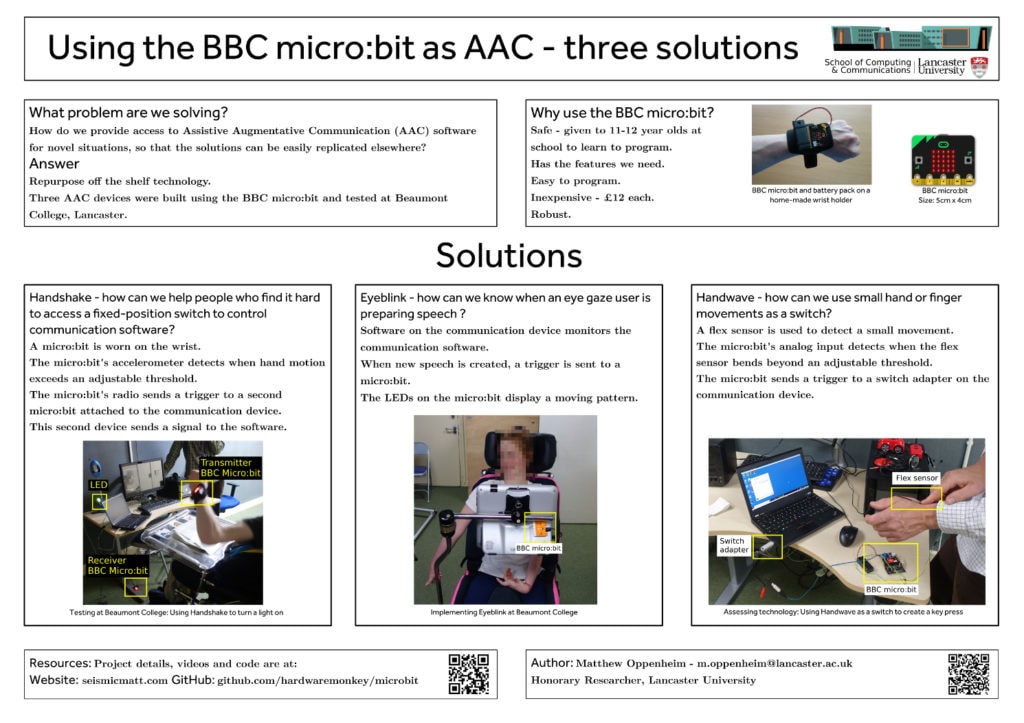 Using the BBC micro:bit as AAC - three solutions
School of Computing
& Communications
Lancaster
University
What problem are we solving?
How do we provide access to Assistive Augmentative Communication (AAC) software
for novel situations, so that the solutions can be easily replicated elsewhere?
Answer
Repurpose off the shelf technology.
Three AAC devices were built using the BBC micro:bit and tested at Beaumont
College, Lancaster.
Why use the BBC micro:bit?
Safe - given to 11-12 year olds at
school to learn to program.
Has the features we need.
Easy to program.
Inexpensive - £12 each.
Robust.
BBC micro:bit and battery pack on a
home-made wrist holder
BBC micro:bit
Size: 5cm x 4cm
Solutions
Handshake - how can we help people who find it hard
to access a fixed-position switch to control
communication software?
A micro:bit is worn on the wrist.
The micro:bit's accelerometer detects when hand motion
exceeds an adjustable threshold.
The micro:bit's radio sends a trigger to a second
micro:bit attached to the communication device.
This second device sends a signal to the software.
LED
Transmitter
BBC Micro:bit
Receiver
BBC Micro:bit
Testing at Beaumont College: Using Handshake to turn a light on
Eyeblink - how can we know when an eye gaze user is
preparing speech ?
Software on the communication device monitors the
communication software.
When new speech is created, a trigger is sent to a
micro:bit.
The LEDs on the micro:bit display a moving pattern.
BBC micro:bit
Implementing Eyeblink at Beaumont College
Handwave - how can we use small hand or finger
movements as a switch?
A flex sensor is used to detect a small movement.
The micro:bit's analog input detects when the flex
sensor bends beyond an adjustable threshold.
The micro:bit sends a trigger to a switch adapter on the
communication device.
Flex sensor
Switch
adapter
BBC micro:bit
Assessing technology: Using Handwave as a switch to create a key press
Resources: Project details, videos and code are at:
Website: seismicmatt.com GitHub: github.com/hardwaremonkey/microbit
Author: Matthew Oppenheim - m.oppenheim@lancaster.ac.uk
Honorary Researcher, Lancaster University